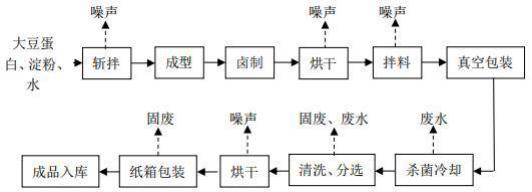 噪声 噪声 噪声
大豆蛋
白、淀粉、
水
斩拌 成型 卤制 烘干 拌料 真空包装
固废 噪声 固废、废水 废水
成品入库 纸箱包装 烘干 清洗、分选 杀菌冷却